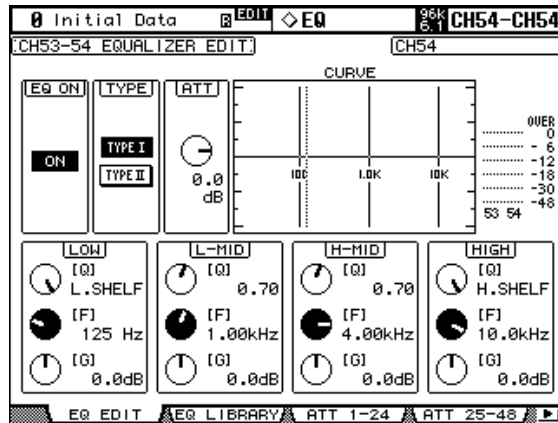 0 Initial Data R EDIT ◇EQ 96k 6.1 CH54-CH54
CH53-54 EQUALIZER EDIT CH54
CURVE
EQ ON TYPE ATT
ON
TYPE I
TYPE II
0.0
dB
100 1.0K 10K
OVER
0
- 6
-12
-18
-30
-48
53 54
LOW L-MID H-MID HIGH
[Q] [Q] [Q] [Q]
L.SHELF 0.70 0.70 H.SHELF
[F] [F] [F] [F]
125 Hz 1.00kHz 4.00kHz 10.0kHz
[G] [G] [G] [G]
0.0dB 0.0dB 0.0dB 0.0dB
EQ EDIT EQ LIBRARY ATT 1-24 ATT 25-48